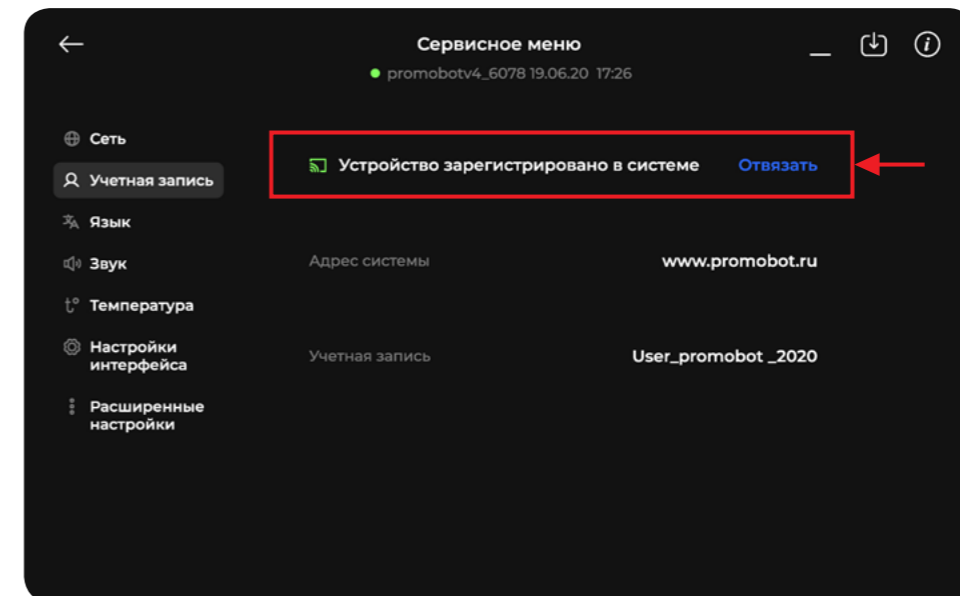 Сервисное меню
promobotv4_6078 19.06.20 17:26
Сеть
Учетная запись
Язык
Звук
t° Температура
Настройки
интерфейса
Расширенные
настройки
Устройство зарегистрировано в системе Отвязать
Адрес системы www.promobot.ru
Учетная запись User_promobot _2020